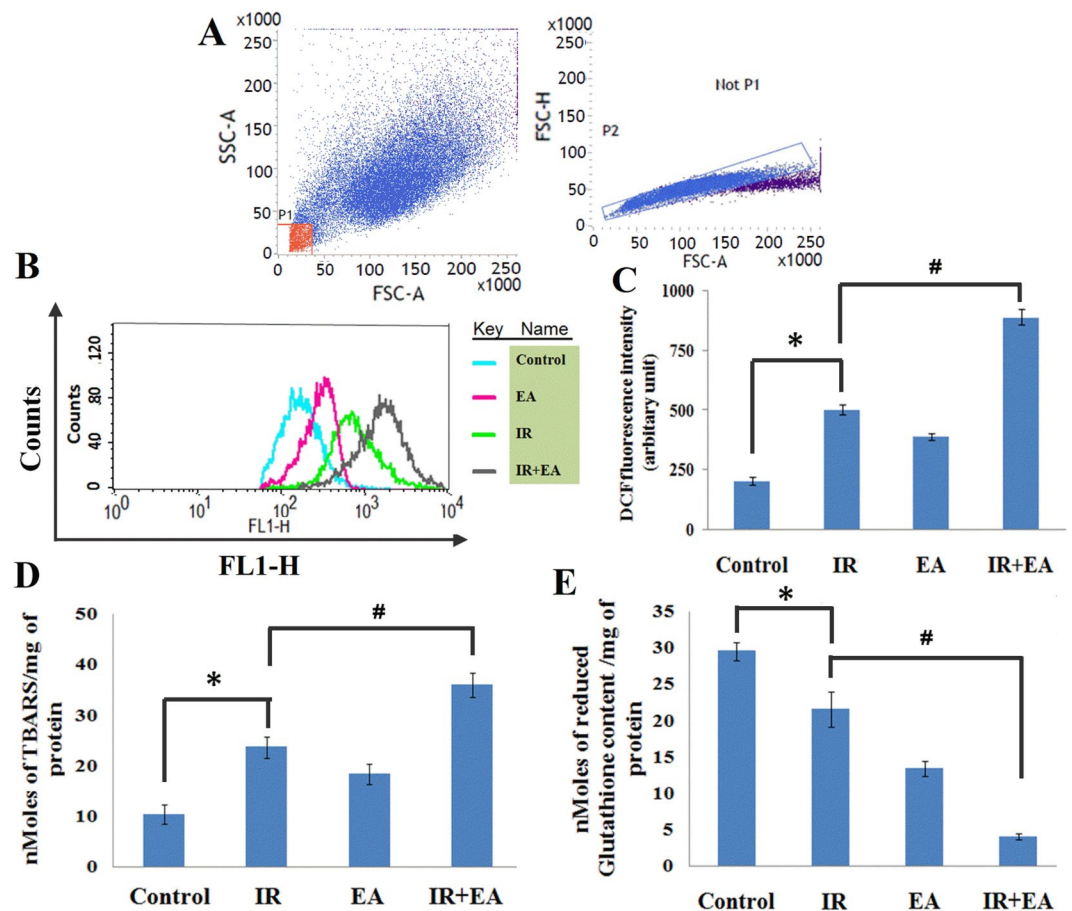 A
x1000
SSC-A
250
200
150
100
50
0
P1
0 50 100 150 200 250
FSC-A x1000
x1000
FSC-H
250
200
150
100
50
0
Not P1
P2
0 50 100 150 200 250
FSC-A x1000
B
Counts
Counts
120
80
40
0
10^0 10^1 10^2 10^3 10^4
FL1-H
FL1-H
Key Name
Control
EA
IR
IR+EA
C
DCFfluorescence intensity
(arbitary unit)
1000
750
500
250
0
*
#
Control IR EA IR+EA
D
nMoles of TBARS/mg of
protein
50
40
30
20
10
0
*
#
Control IR EA IR+EA
E
nMoles of reduced
Glutathione content /mg of
protein
35
30
25
20
15
10
5
0
*
#
Control IR EA IR+EA